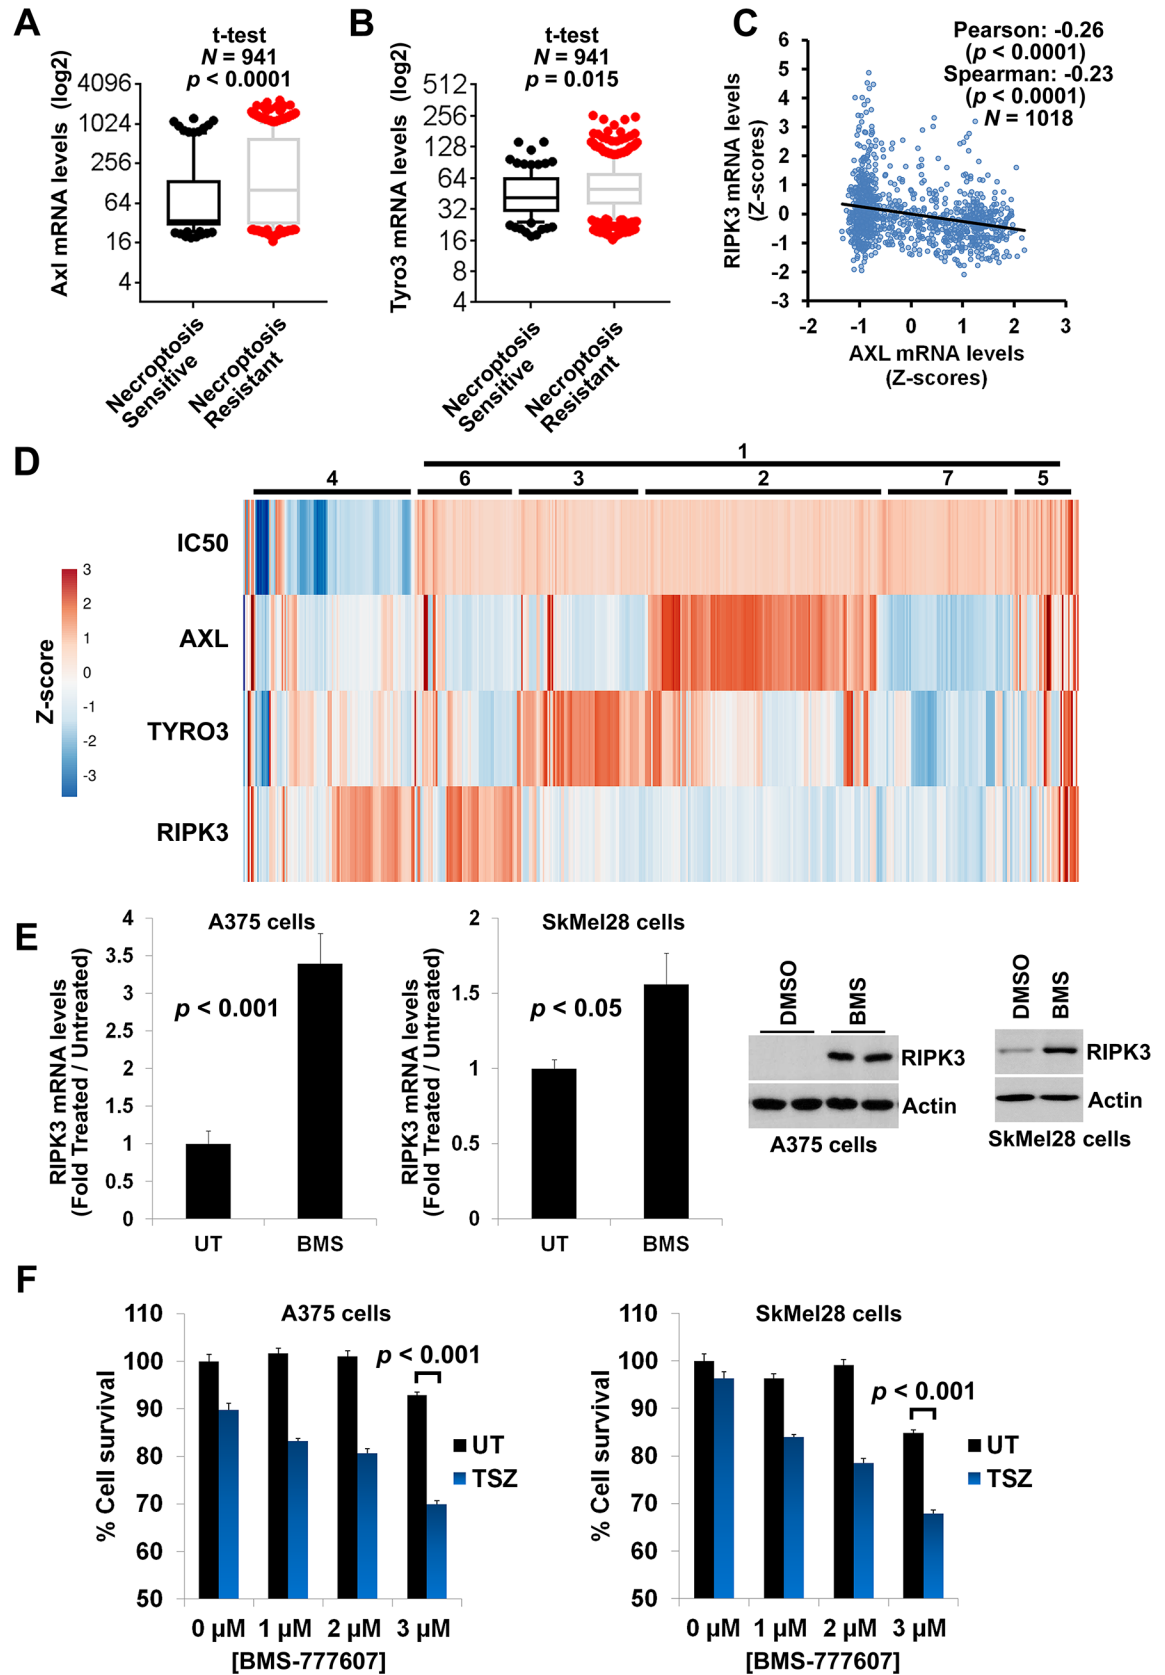 A
t-test
N = 941
p < 0.0001
Axl mRNA levels (log2)
4096
1024
256
64
16
4
Necroptosis
Sensitive
Necroptosis
Resistant
B
t-test
N = 941
p = 0.015
Tyro3 mRNA levels (log2)
512
256
128
64
32
16
8
4
Necroptosis
Sensitive
Necroptosis
Resistant
C
Pearson: -0.26
(p < 0.0001)
Spearman: -0.23
(p < 0.0001)
N = 1018
RIPK3 mRNA levels
(Z-scores)
6
5
4
3
2
1
0
-1
-2
-3
-2 -1 0 1 2 3
AXL mRNA levels
(Z-scores)
D
1
4 6 3 2 7 5
IC50
AXL
TYRO3
RIPK3
Z-score
3
2
1
0
-1
-2
-3
E
A375 cells
RIPK3 mRNA levels
(Fold Treated / Untreated)
4
3.5
3
2.5
2
1.5
1
0.5
0
p < 0.001
UT BMS
SkMel28 cells
RIPK3 mRNA levels
(Fold Treated / Untreated)
2
1.5
1
0.5
0
p < 0.05
UT BMS
DMSO
BMS
RIPK3
Actin
A375 cells
DMSO
BMS
RIPK3
Actin
SkMel28 cells
F
A375 cells
% Cell survival
110
100
90
80
70
60
50
p < 0.001
UT
TSZ
0 µM 1 µM 2 µM 3 µM
[BMS-777607]
SkMel28 cells
% Cell survival
110
100
90
80
70
60
50
p < 0.001
UT
TSZ
0 µM 1 µM 2 µM 3 µM
[BMS-777607]